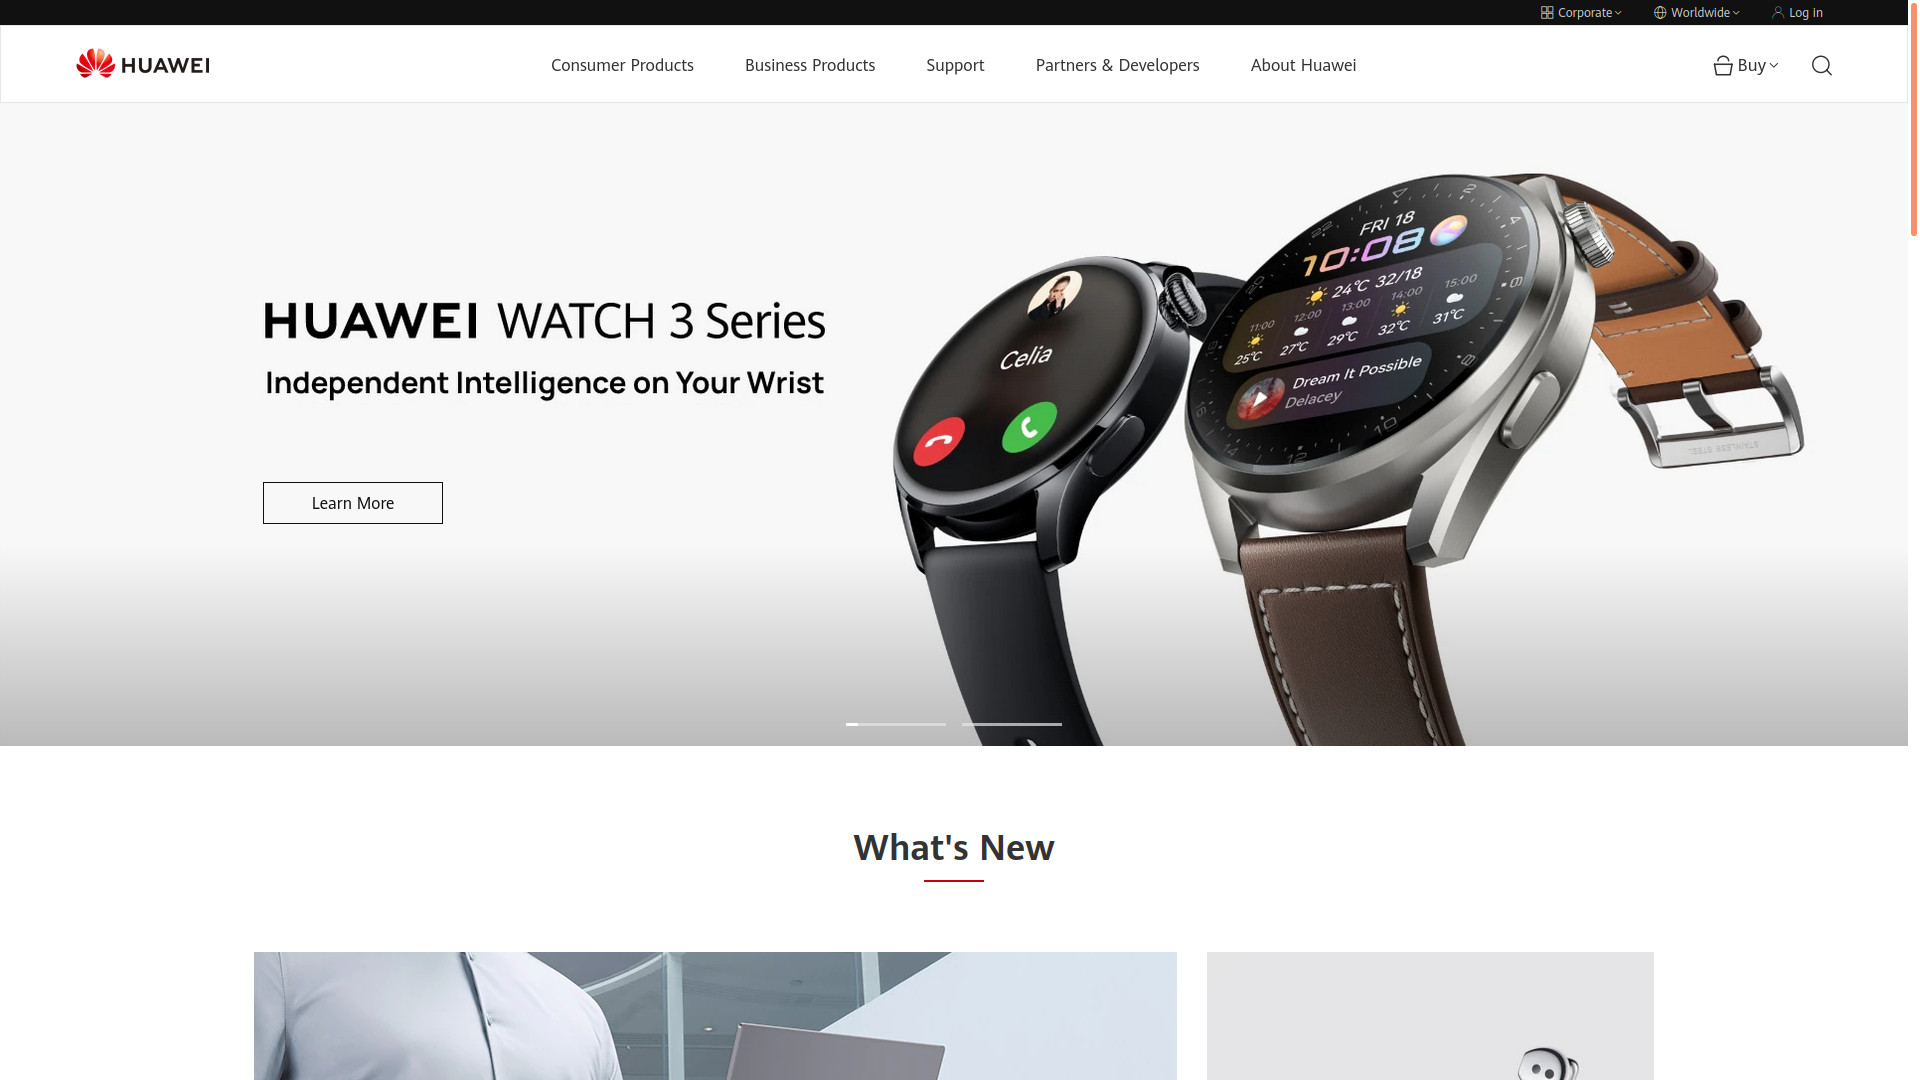 Corporate
Worldwide
Log in
HUAWEI
Consumer Products
Business Products
Support
Partners & Developers
About Huawei
Buy
HUAWEI WATCH 3 Series
Independent Intelligence on Your Wrist
Learn More
Celia
FRI 18
10:08
24°C 32/18
11:00 12:00 13:00 14:00 15:00
25°C 27°C 29°C 32°C 31°C
Dream It Possible
Delacey
STAINLESS STEEL
What's New